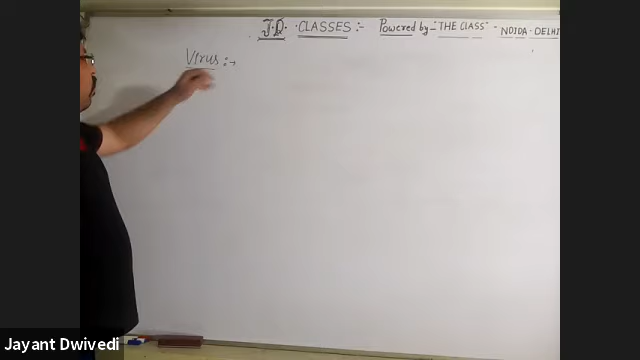 J.D. CLASSES :- Powered by - "THE CLASS" - NOIDA - DELHI
Virus :→
Jayant Dwivedi